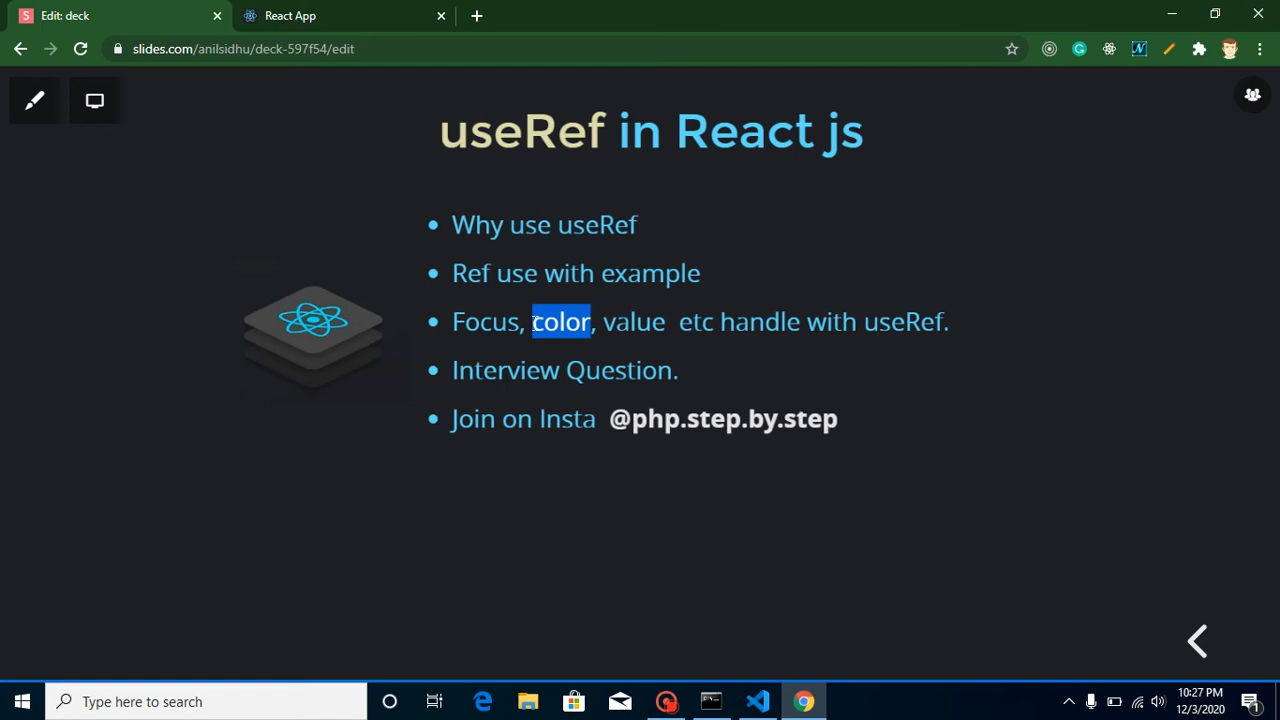 Edit: deck
React App
slides.com/anilsidhu/deck-597f54/edit
useRef in React js
Why use useRef
Ref use with example
Focus, color, value etc handle with useRef.
Interview Question.
Join on Insta @php.step.by.step
Type here to search
10:27 PM
12/3/2020